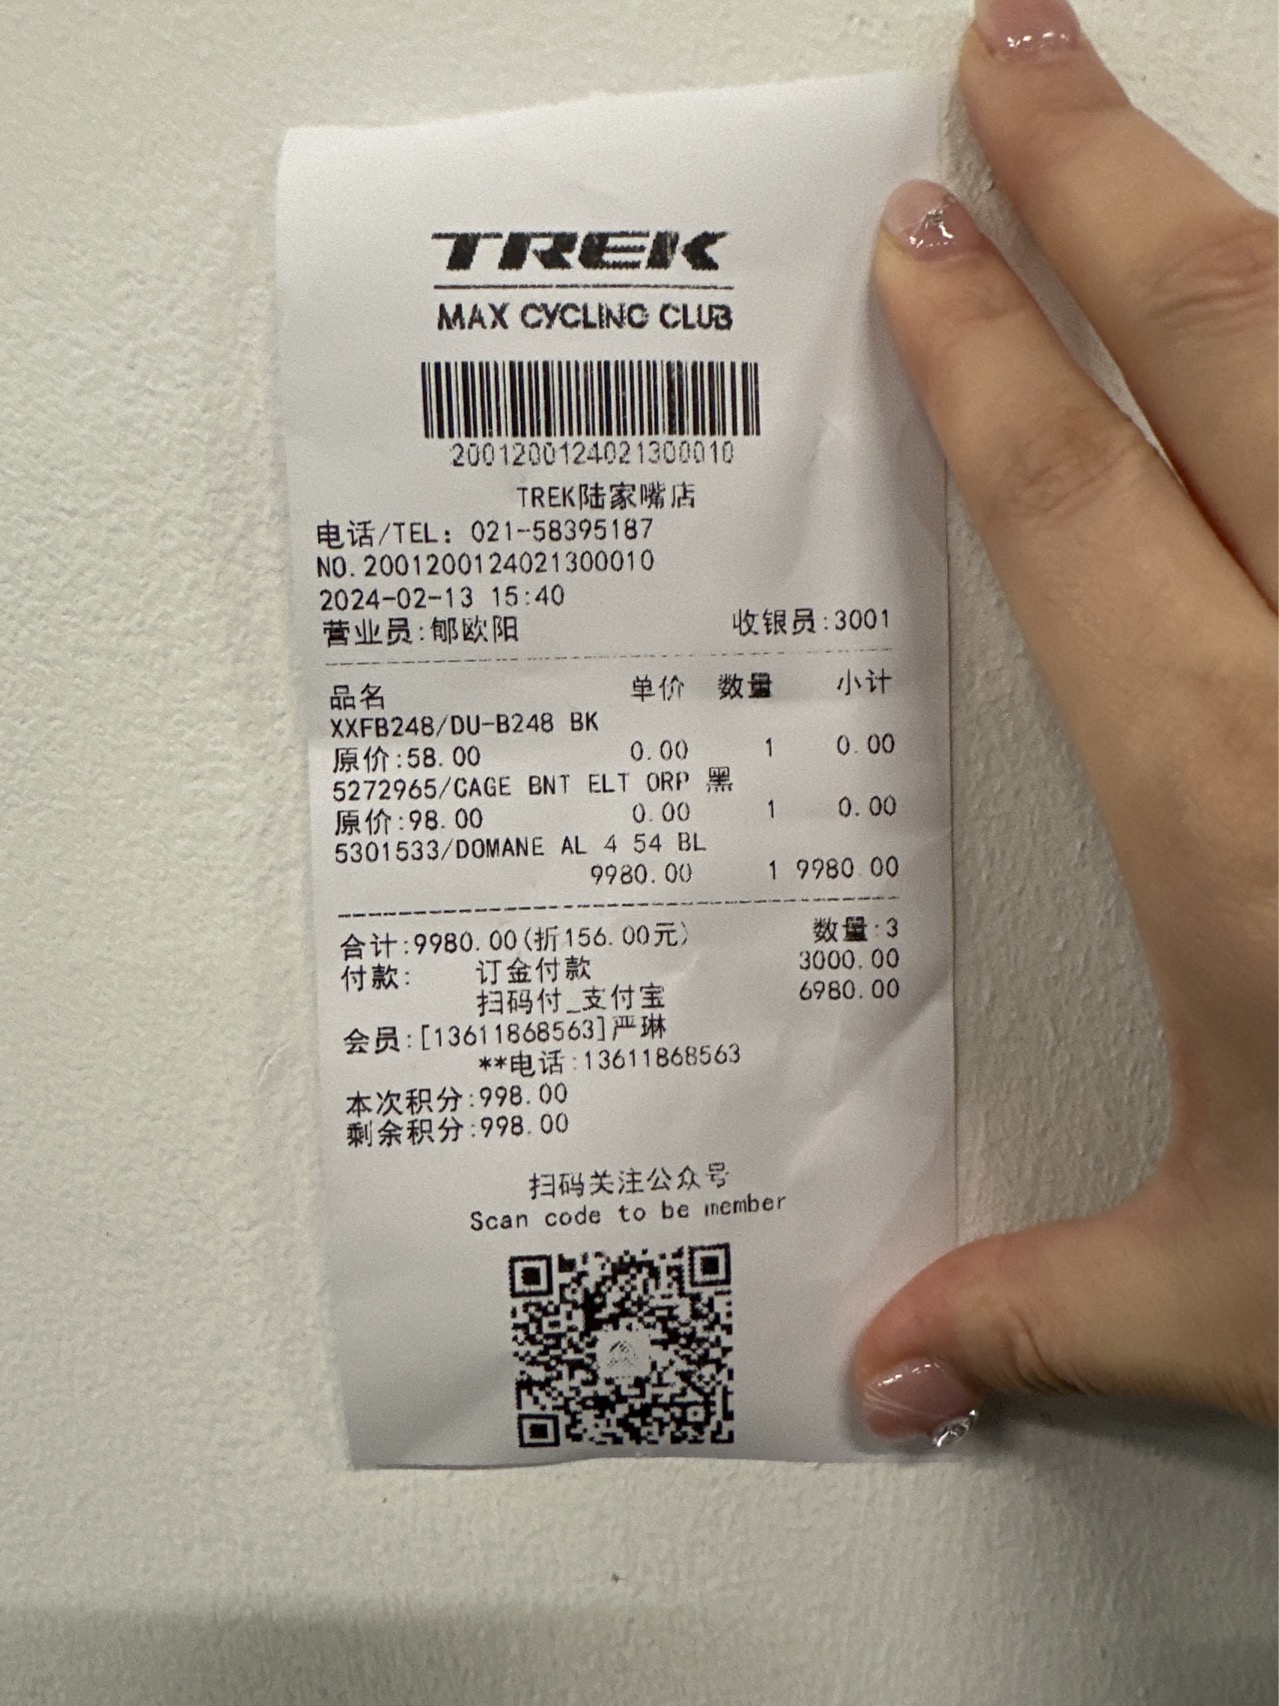 TREK
MAX CYCLING CLUB
2001200124021300010
TREK陆家嘴店
电话/TEL: 021-58395187
NO.2001200124021300010
2024-02-13 15:40
营业员:郇欧阳 收银员:3001
品名 单价 数量 小计
XXFB248/DU-B248 BK
原价:58.00 0.00 1 0.00
5272965/CAGE BNT ELT ORP 黑
原价:98.00 0.00 1 0.00
5301533/DOMANE AL 4 54 BL
9980.00 1 9980.00
合计:9980.00(折156.00元) 数量:3
付款: 订金付款 3000.00
扫码付_支付宝 6980.00
会员:[13611868563]严琳
**电话:13611868563
本次积分:998.00
剩余积分:998.00
扫码关注公众号
Scan code to be member